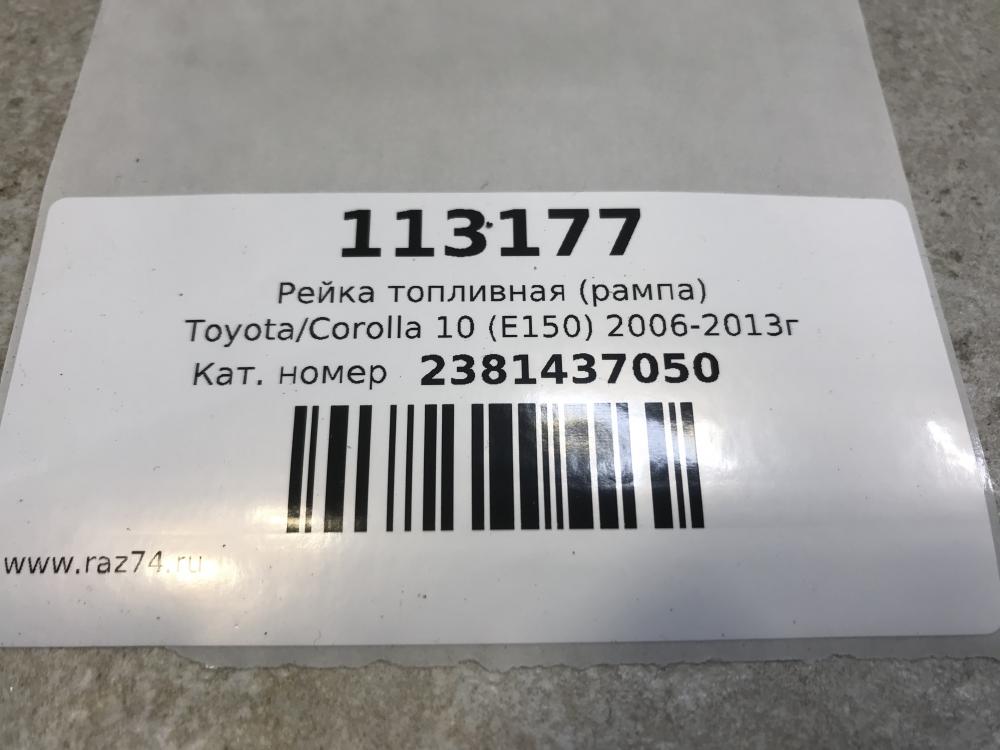 113177
Рейка топливная (рампа)
Toyota/Corolla 10 (E150) 2006-2013г
Кат. номер 2381437050
www.raz74.ru